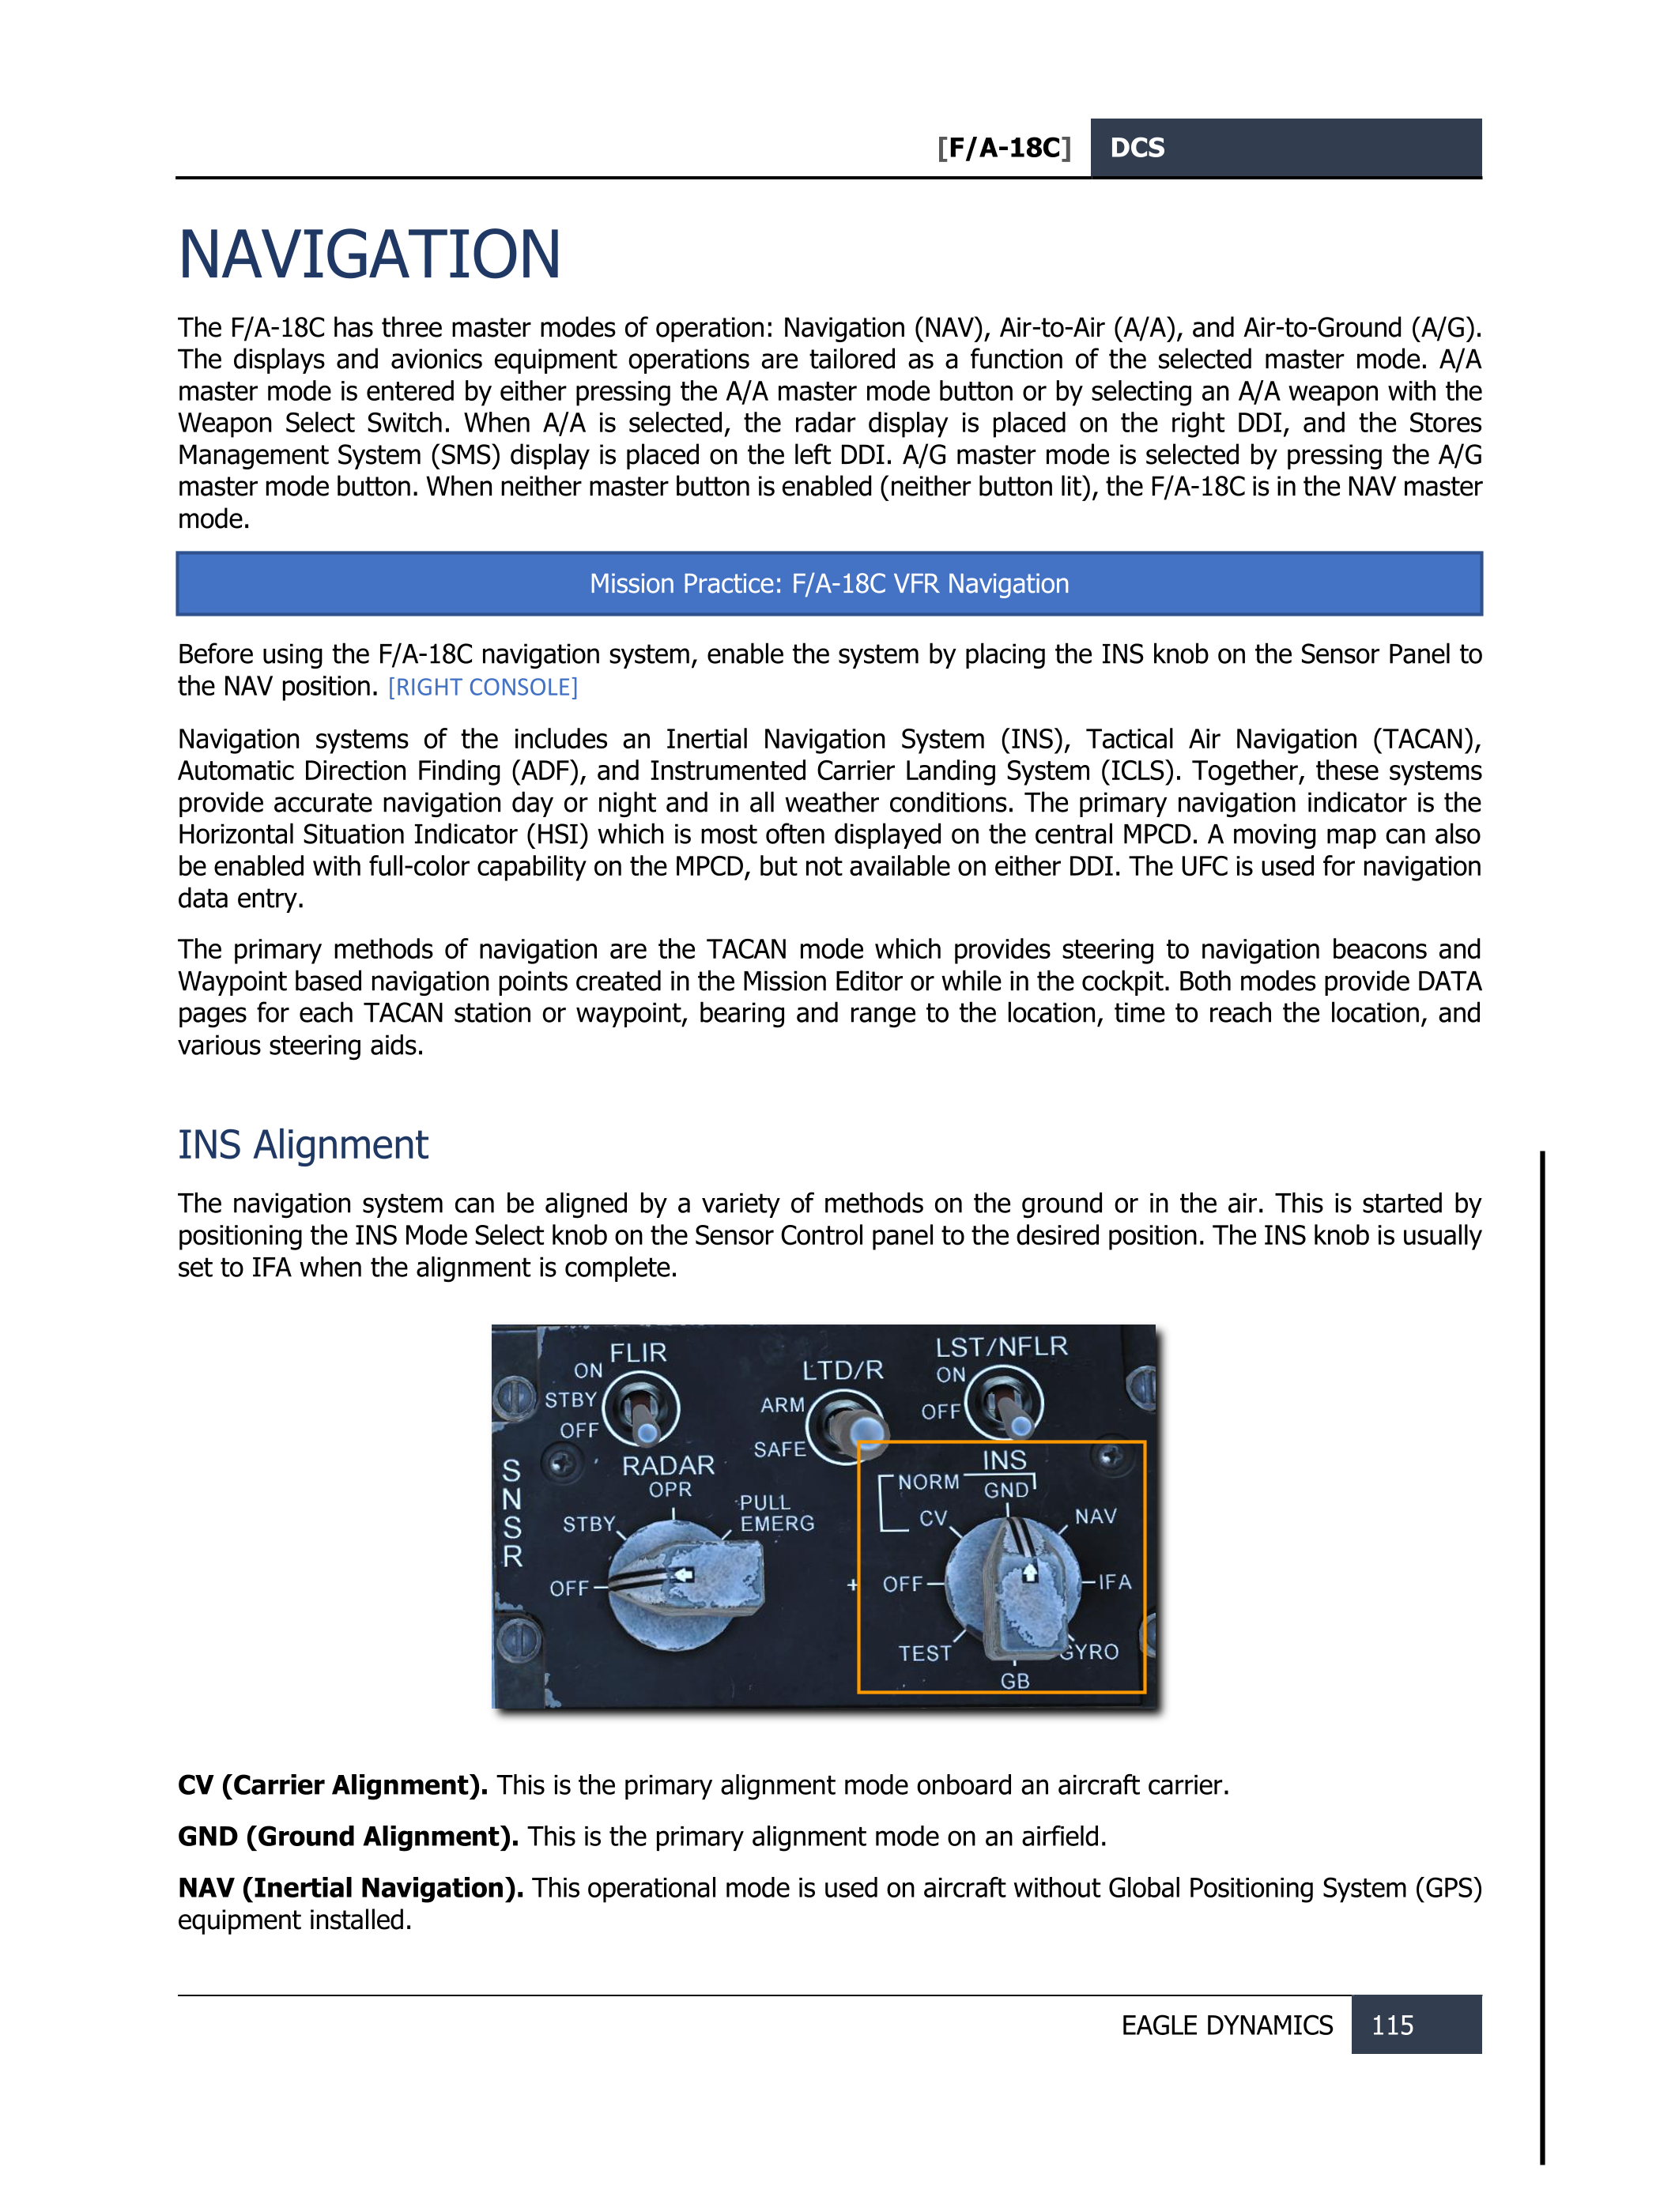 [F/A-18C] DCS
NAVIGATION
The F/A-18C has three master modes of operation: Navigation (NAV), Air-to-Air (A/A), and Air-to-Ground (A/G).
The displays and avionics equipment operations are tailored as a function of the selected master mode. A/A
master mode is entered by either pressing the A/A master mode button or by selecting an A/A weapon with the
Weapon Select Switch. When A/A is selected, the radar display is placed on the right DDI, and the Stores
Management System (SMS) display is placed on the left DDI. A/G master mode is selected by pressing the A/G
master mode button. When neither master button is enabled (neither button lit), the F/A-18C is in the NAV master
mode.
Mission Practice: F/A-18C VFR Navigation
Before using the F/A-18C navigation system, enable the system by placing the INS knob on the Sensor Panel to
the NAV position. [RIGHT CONSOLE]
Navigation systems of the includes an Inertial Navigation System (INS), Tactical Air Navigation (TACAN),
Automatic Direction Finding (ADF), and Instrumented Carrier Landing System (ICLS). Together, these systems
provide accurate navigation day or night and in all weather conditions. The primary navigation indicator is the
Horizontal Situation Indicator (HSI) which is most often displayed on the central MPCD. A moving map can also
be enabled with full-color capability on the MPCD, but not available on either DDI. The UFC is used for navigation
data entry.
The primary methods of navigation are the TACAN mode which provides steering to navigation beacons and
Waypoint based navigation points created in the Mission Editor or while in the cockpit. Both modes provide DATA
pages for each TACAN station or waypoint, bearing and range to the location, time to reach the location, and
various steering aids.
INS Alignment
The navigation system can be aligned by a variety of methods on the ground or in the air. This is started by
positioning the INS Mode Select knob on the Sensor Control panel to the desired position. The INS knob is usually
set to IFA when the alignment is complete.
SNSR
FLIR
ON
STBY
OFF
LTD/R
ARM
SAFE
LST/NFLR
ON
OFF
RADAR
OPR
PULL
EMERG
STBY
OFF
INS
NORM
GND
CV
NAV
OFF
IFA
TEST
GYRO
GB
CV (Carrier Alignment). This is the primary alignment mode onboard an aircraft carrier.
GND (Ground Alignment). This is the primary alignment mode on an airfield.
NAV (Inertial Navigation). This operational mode is used on aircraft without Global Positioning System (GPS)
equipment installed.
EAGLE DYNAMICS 115